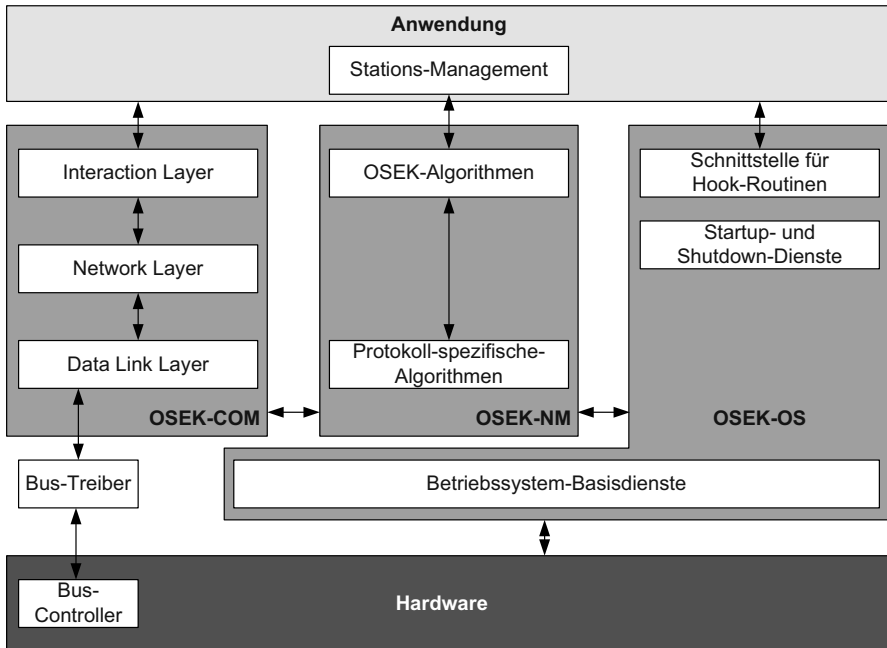 Anwendung
Stations-Management
Interaction Layer
Network Layer
Data Link Layer
OSEK-COM
OSEK-Algorithmen
Protokoll-spezifische-
Algorithmen
OSEK-NM
Schnittstelle für
Hook-Routinen
Startup- und
Shutdown-Dienste
OSEK-OS
Bus-Treiber
Betriebssystem-Basisdienste
Bus-
Controller
Hardware